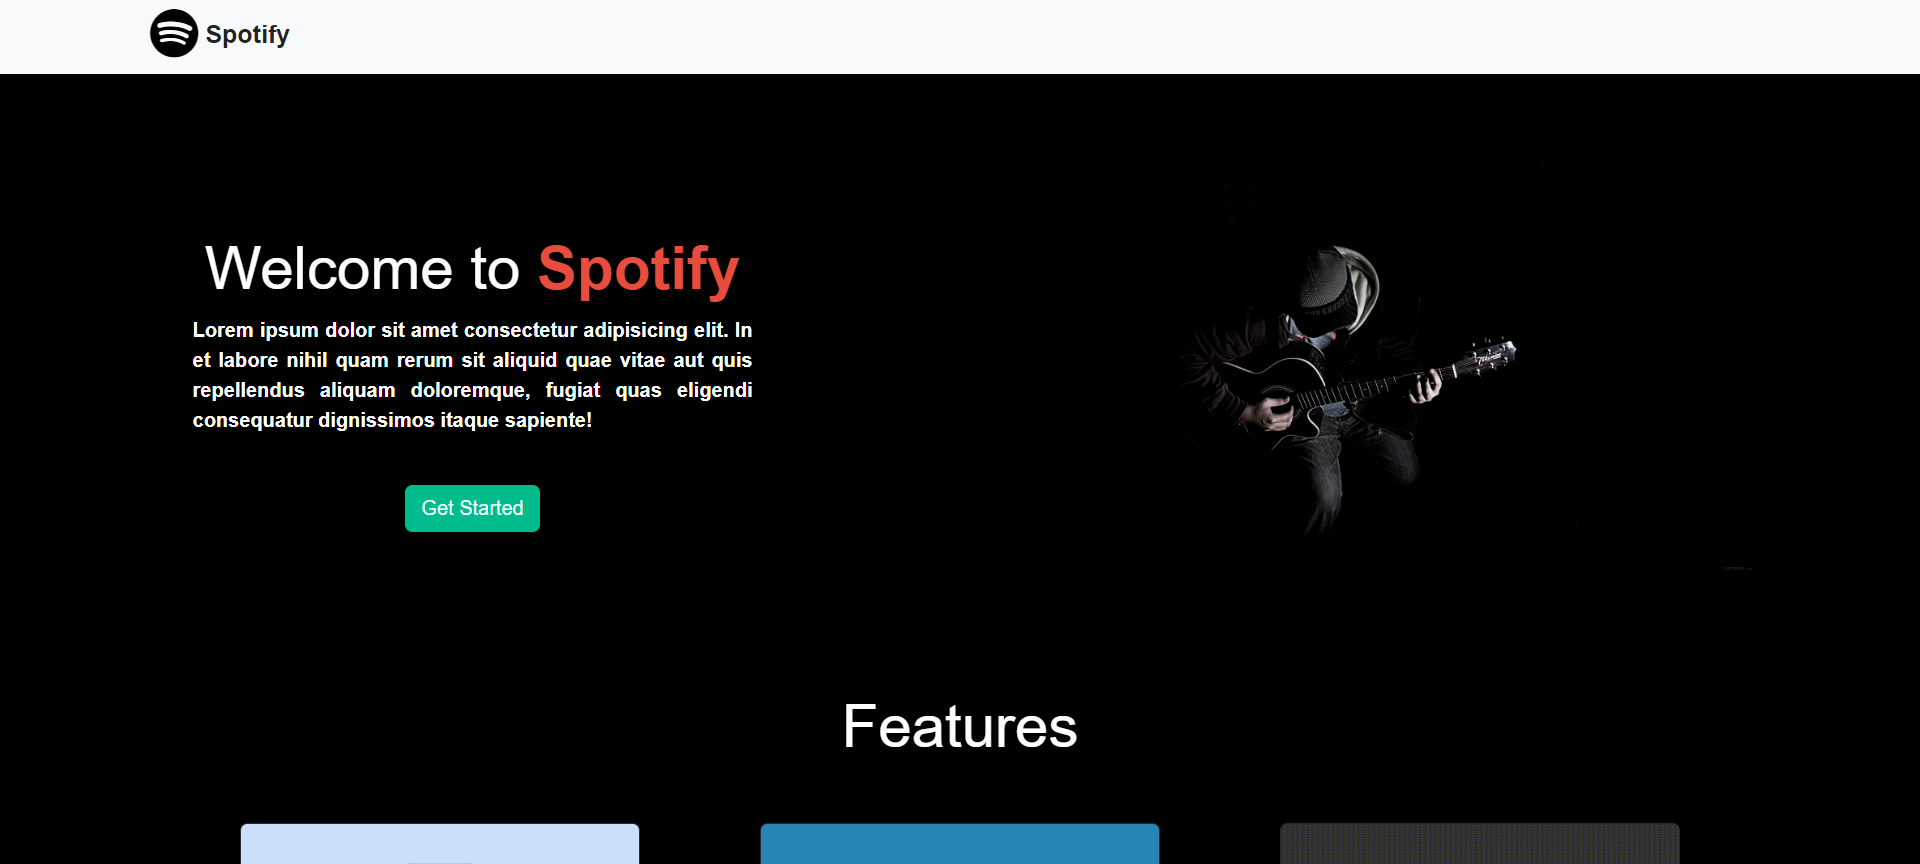 Spotify
Welcome to Spotify
Lorem ipsum dolor sit amet consectetur adipisicing elit. In
et labore nihil quam rerum sit aliquid quae vitae aut quis
repellendus aliquam doloremque, fugiat quas eligendi
consequatur dignissimos itaque sapiente!
Get Started
Features